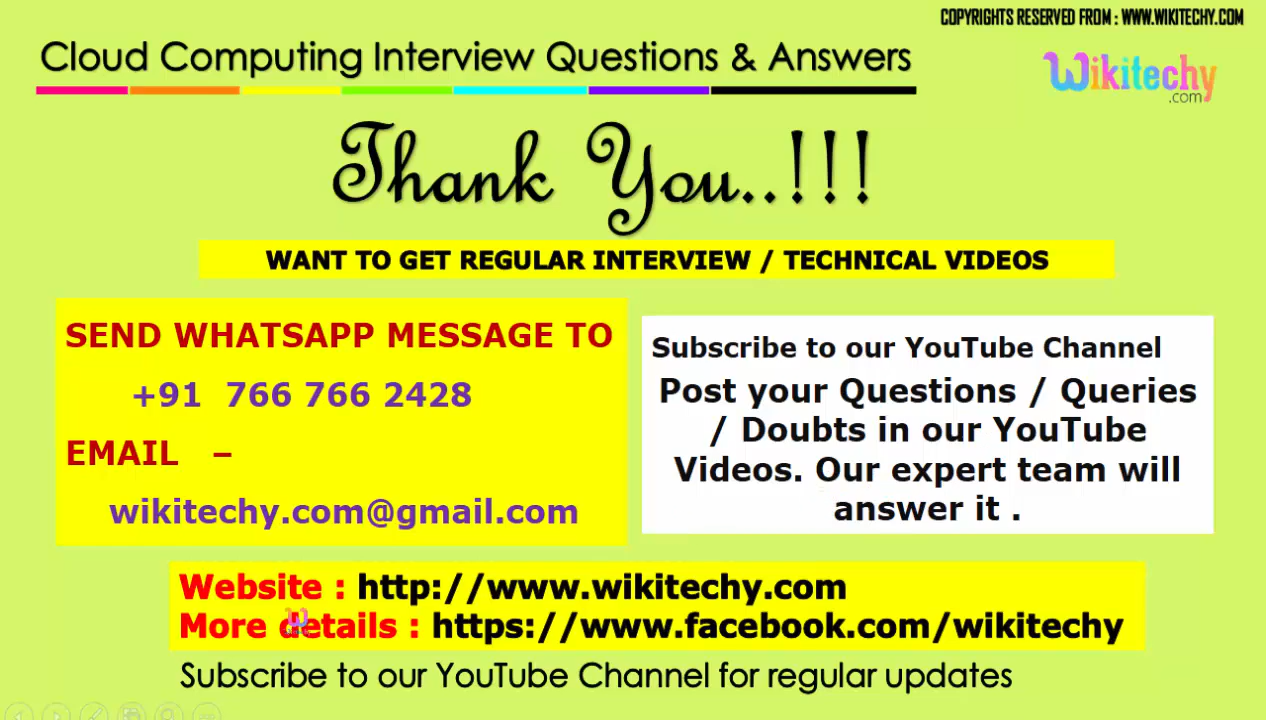 COPYRIGHTS RESERVED FROM : WWW.WIKITECHY.COM
Cloud Computing Interview Questions & Answers
Wikitechy
.com
Thank You..!!!
WANT TO GET REGULAR INTERVIEW / TECHNICAL VIDEOS
SEND WHATSAPP MESSAGE TO
+91 766 766 2428
EMAIL –
wikitechy.com@gmail.com
Subscribe to our YouTube Channel
Post your Questions / Queries
/ Doubts in our YouTube
Videos. Our expert team will
answer it .
Website : http://www.wikitechy.com
More details : https://www.facebook.com/wikitechy
Subscribe to our YouTube Channel for regular updates